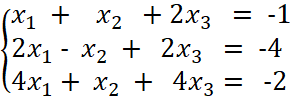 x₁ + x₂ + 2x₃ = -1
2x₁ - x₂ + 2x₃ = -4
4x₁ + x₂ + 4x₃ = -2